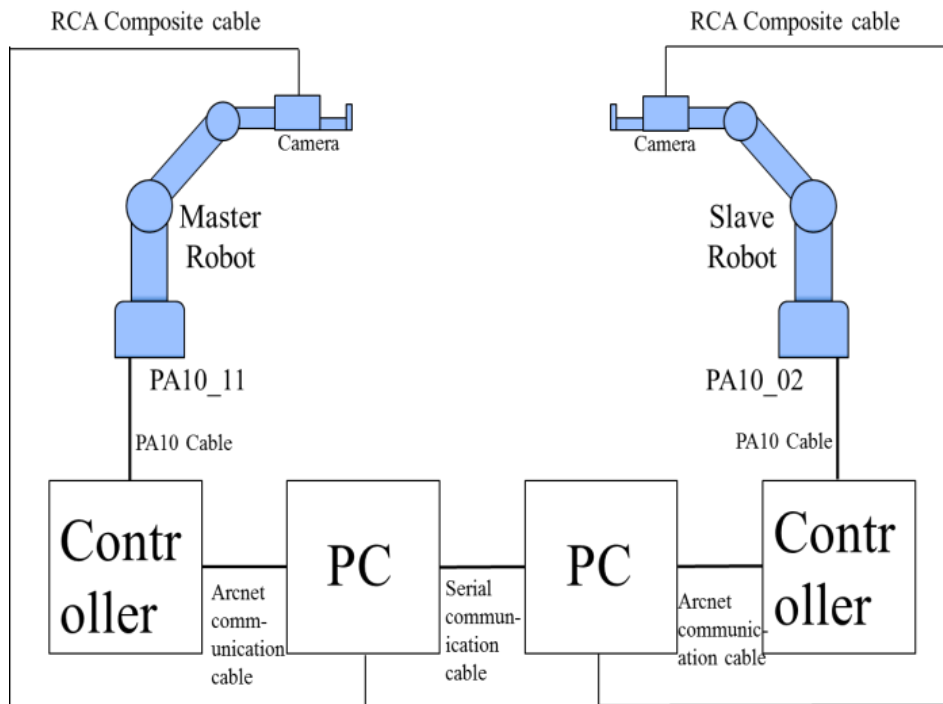 RCA Composite cable
RCA Composite cable
Camera
Camera
Master
Robot
Slave
Robot
PA10_11
PA10_02
PA10 Cable
PA10 Cable
Contr
oller
PC
PC
Contr
oller
Arcnet
comm-
unication
cable
Serial
commun-
ication
cable
Arcnet
communic-
ation cable